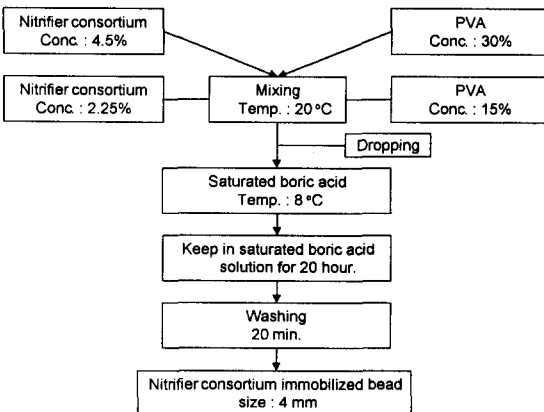 Nitrifier consortium
Conc. : 4.5%
PVA
Conc. : 30%
Nitrifier consortium
Conc. : 2.25%
Mixing
Temp. : 20 °C
PVA
Conc. : 15%
Dropping
Saturated boric acid
Temp. : 8 °C
Keep in saturated boric acid
solution for 20 hour.
Washing
20 min.
Nitrifier consortium immobilized bead
size : 4 mm